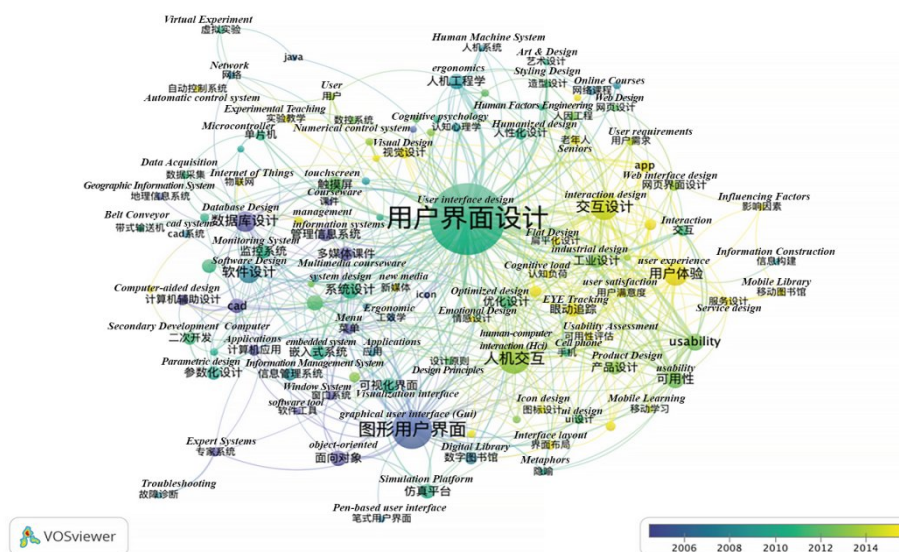 Virtual Experiment
虚拟实验
java
Network
网络
自动控制系统
Automatic control system
User
用户
Experimental Teaching
实验教学
数控系统
Numerical control system
Microcontroller
单片机
Visual Design
视觉设计
Human Machine System
人机系统
ergonomics
人机工程学
Art & Design
艺术设计
Styling Design
造型设计
Online Courses
网络课程
Web Design
网页设计
Human Factors Engineering
人因工程
Cognitive psychology
认知心理学
Humanized design
人性化设计
老年人
Seniors
User requirements
用户需求
app
Web interface design
网页界面设计
Data Acquisition
数据采集
Internet of Things
物联网
Geographic Information System
地理信息系统
touchscreen
触摸屏
Courseware
课件
User interface design
用户界面设计
interaction design
交互设计
Influencing Factors
影响因素
Interaction
交互
Belt Conveyor
带式输送机
cad system
cad系统
Database Design
数据库设计
management
information systems
管理信息系统
Monitoring System
监控系统
多媒体课件
Multimedia courseware
Software Design
软件设计
Flat Design
扁平化设计
industrial design
工业设计
user experience
用户体验
Information Construction
信息构建
Cognitive load
认知负荷
Mobile Library
移动图书馆
Computer-aided design
计算机辅助设计
cad
system design
系统设计
new media
新媒体
icon
Optimized design
优化设计
user satisfaction
用户满意度
服务设计
Service design
EYE Tracking
眼动追踪
Emotional Design
情感设计
Ergonomic
工效学
Menu
菜单
Secondary Development
二次开发
Computer
Applications
计算机应用
embedded system
嵌入式系统
Applications
应用
human-computer
interaction (Hci)
人机交互
Usability Assessment
可用性评估
Cell phone
手机
usability
usability
可用性
Product Design
产品设计
设计原则
Design Principles
Parametric design
参数化设计
Information Management System
信息管理系统
可视化界面
Visualization interface
Window System
窗口系统
software tool
软件工具
graphical user interface (Gui)
图形用户界面
Icon design
图标设计
ui design
ui设计
Mobile Learning
移动学习
Interface layout
界面布局
Expert Systems
专家系统
object-oriented
面向对象
Digital Library
数字图书馆
Metaphors
隐喻
Troubleshooting
故障诊断
Simulation Platform
仿真平台
Pen-based user interface
笔式用户界面
VOSviewer
2006
2008
2010
2012
2014